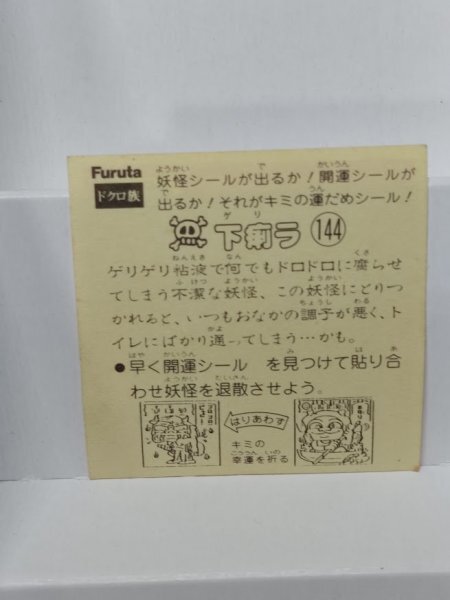 Furuta
ドクロ族
妖怪シールが出るか!開運シールが
出るか!それがキミの運だめシール!
下痢ラ 144
ゲリゲリ粘液で何でもドロドロに腐らせ
てしまう不潔な妖怪、この妖怪にとりつ
かれると、いつもおなかの調子が悪く、ト
イレにばかり通ってしまう…かも。
●早く開運シール を見つけて貼り合
わせ妖怪を退散させよう。
はりあわす
キミの
幸運を祈る